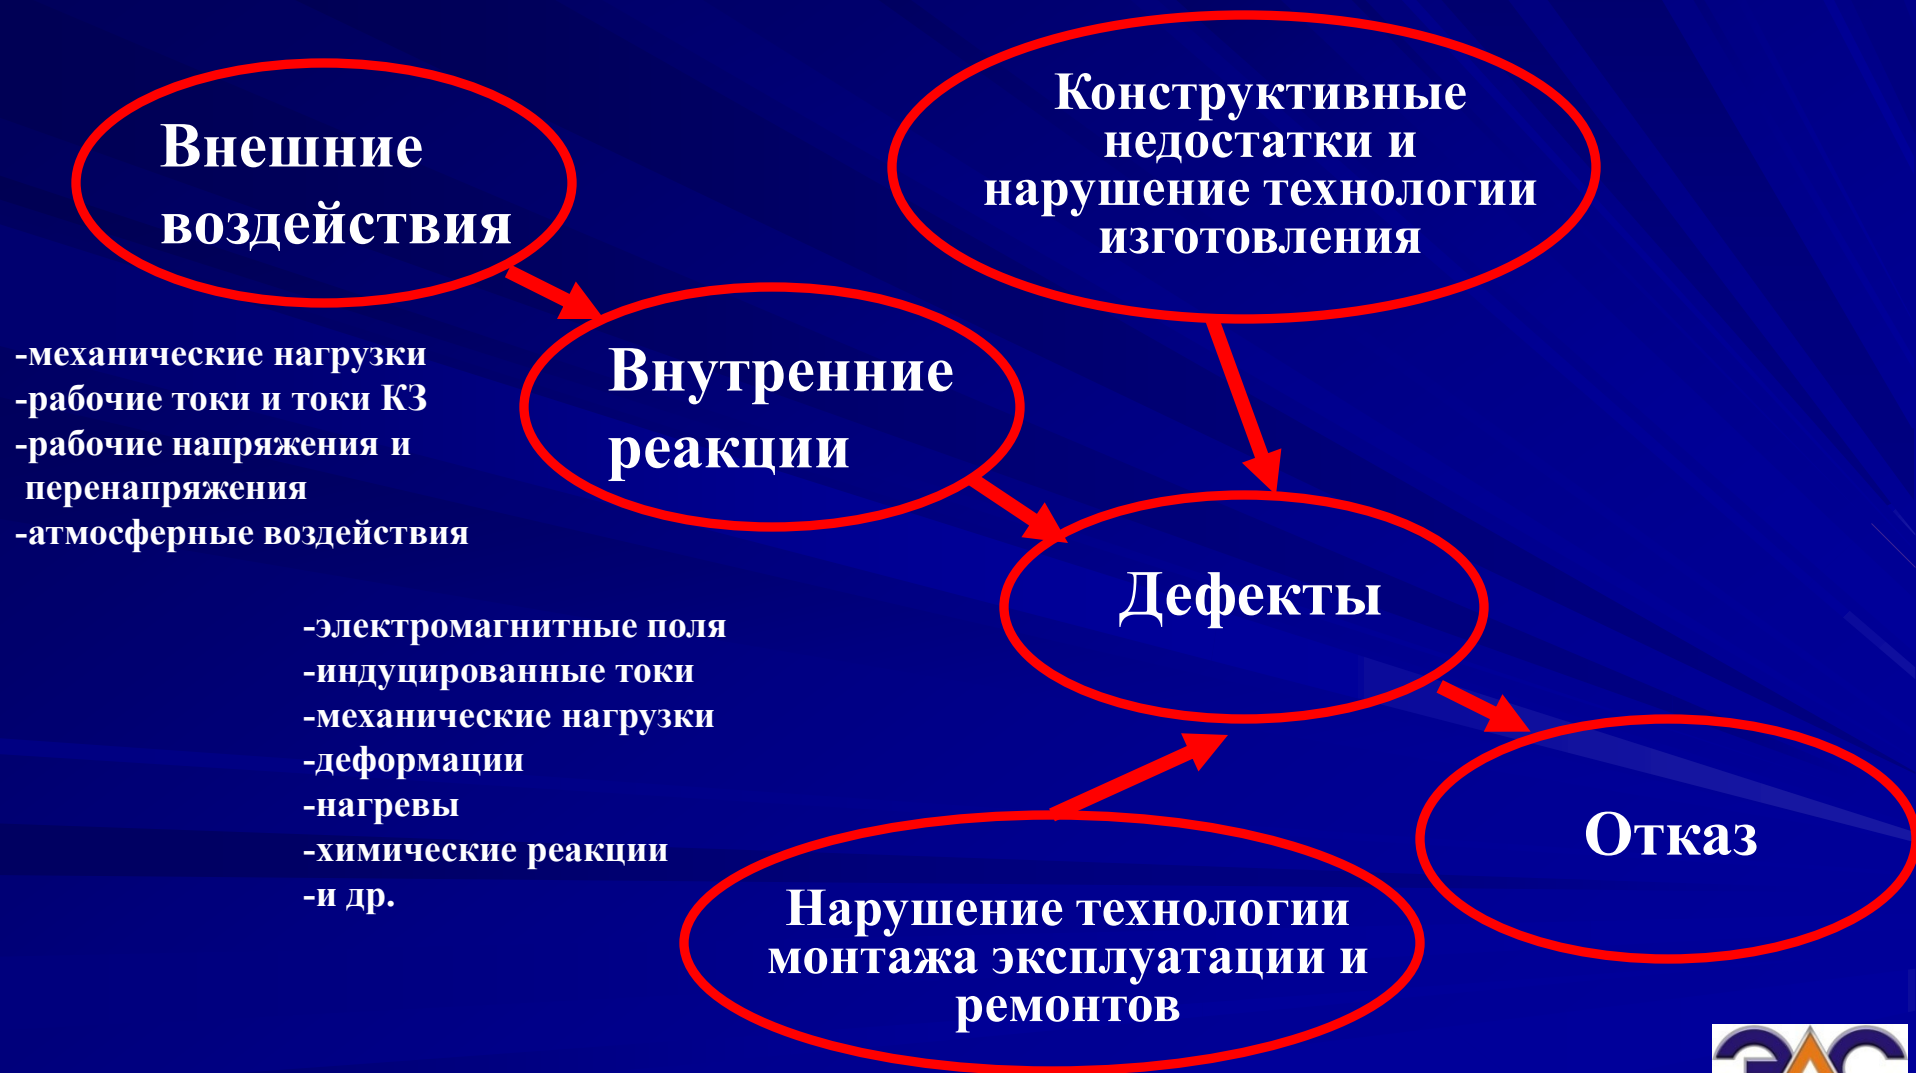 Внешние
воздействия
Конструктивные
недостатки и
нарушение технологии
изготовления
-механические нагрузки
-рабочие токи и токи КЗ
-рабочие напряжения и
перенапряжения
-атмосферные воздействия
Внутренние
реакции
-электромагнитные поля
-индуцированные токи
-механические нагрузки
-деформации
-нагревы
-химические реакции
-и др.
Дефекты
Отказ
Нарушение технологии
монтажа эксплуатации и
ремонтов